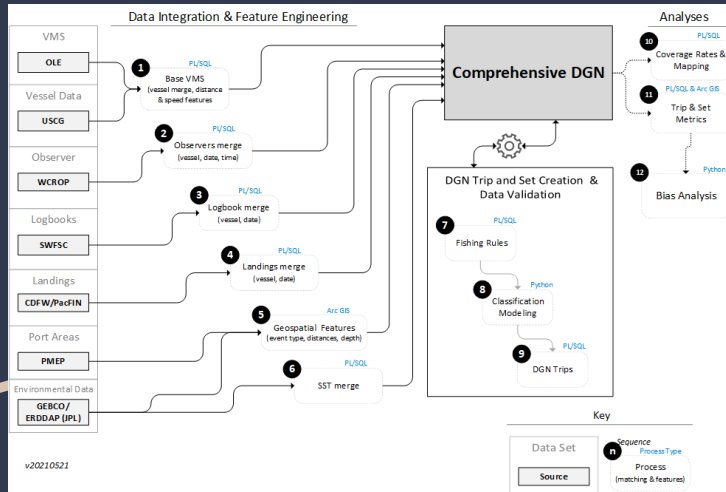 Data Integration & Feature Engineering
Analyses
VMS
OLE
Vessel Data
USCG
Observer
WCROP
Logbooks
SWFSC
Landings
CDFW/PacFIN
Port Areas
PMEP
Environmental Data
GEBCO/
ERDDAP (JPL)
v20210521
1
PL/SQL
Base VMS
(vessel merge, distance
& speed features
2
PL/SQL
Observers merge
(vessel, date, time)
3
PL/SQL
Logbook merge
(vessel, date)
4
PL/SQL
Landings merge
(vessel, date)
5
Arc GIS
Geospatial Features
(event type, distances, depth)
6
PL/SQL
SST merge
Comprehensive DGN
DGN Trip and Set Creation &
Data Validation
7
PL/SQL
Fishing Rules
8
Python
Classification
Modeling
9
PL/SQL
DGN Trips
10
PL/SQL
Coverage Rates &
Mapping
11
PL/SQL & Arc GIS
Trip & Set
Metrics
12
Python
Bias Analysis
Key
Data Set
Source
Sequence
n
Process Type
Process
(matching & features)